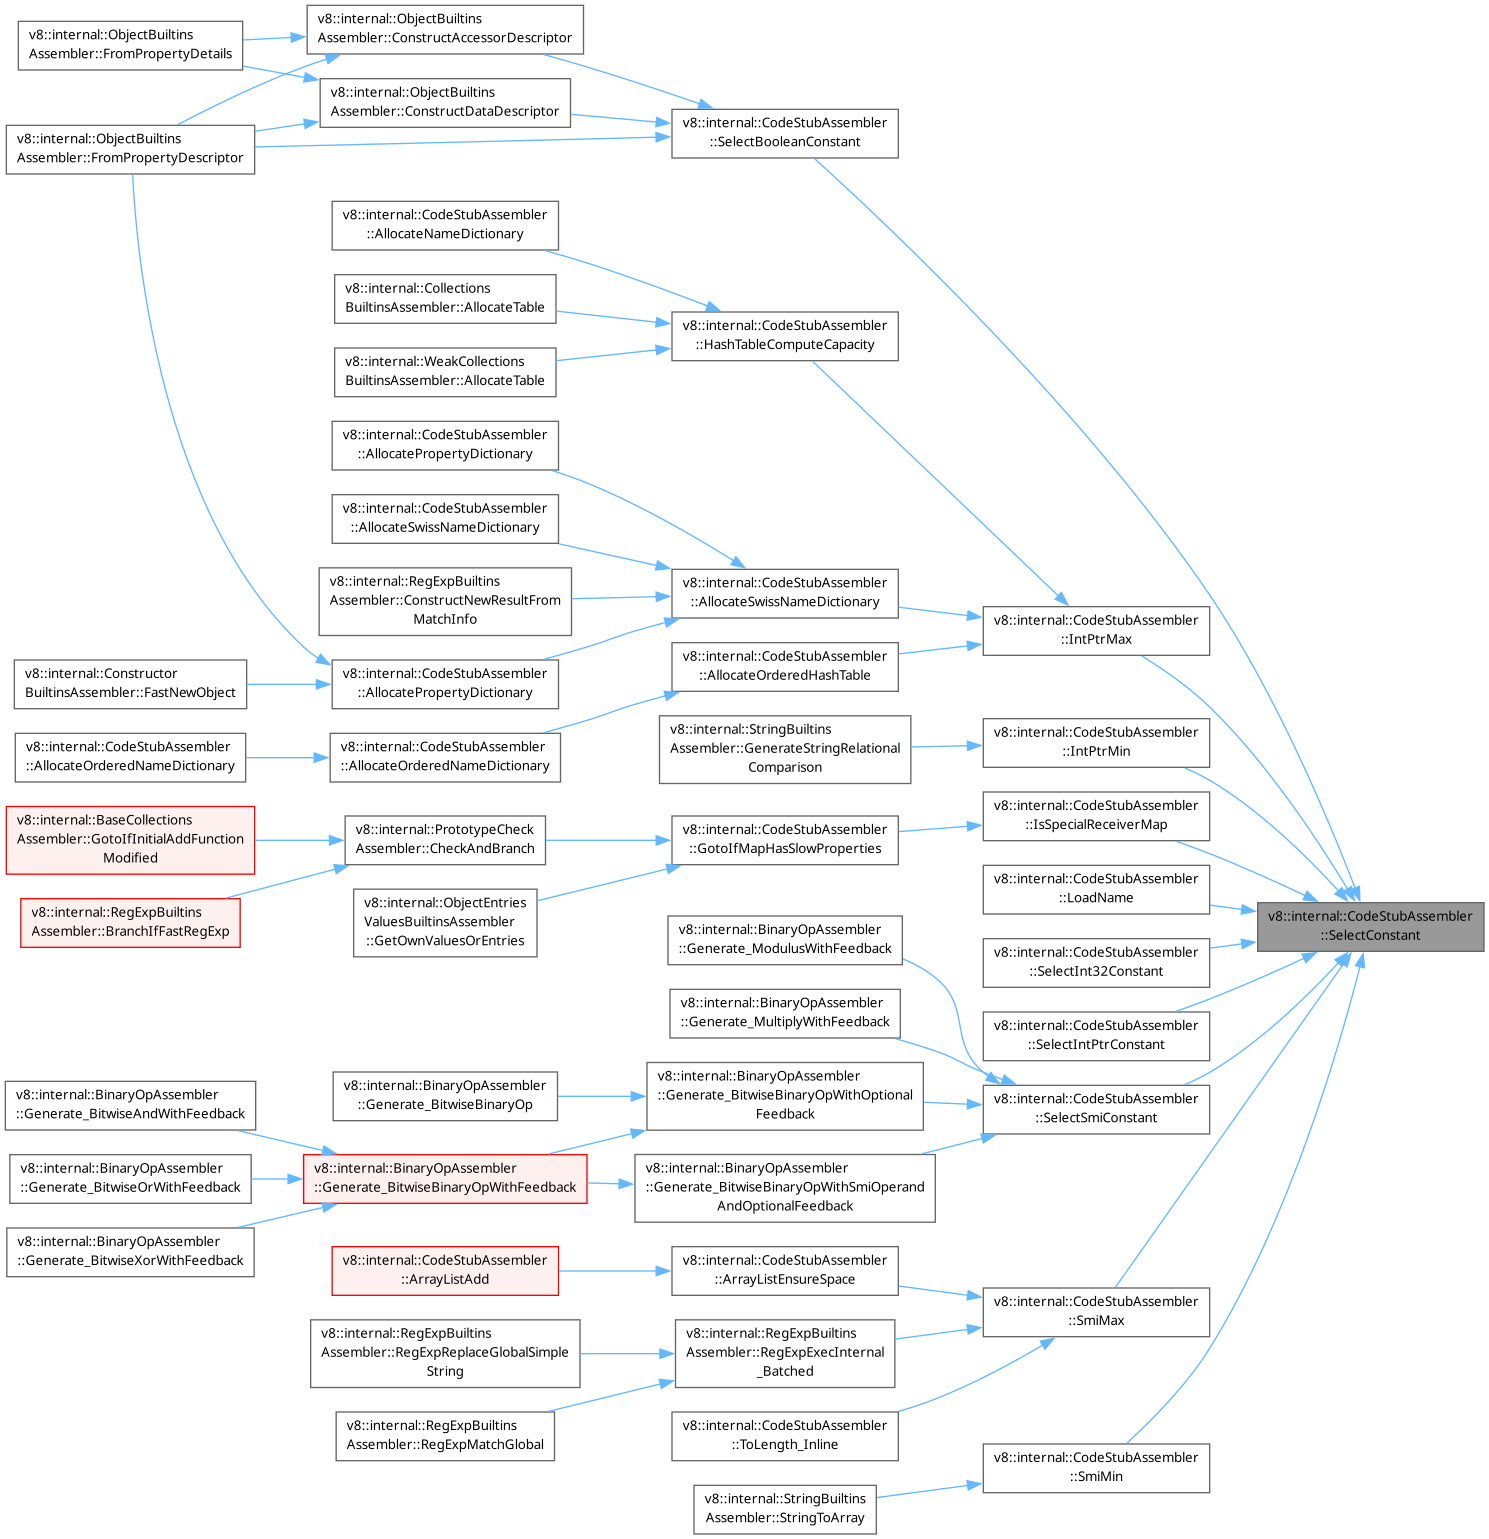 v8::internal::ObjectBuiltins
Assembler::FromPropertyDetails
v8::internal::ObjectBuiltins
Assembler::FromPropertyDescriptor
v8::internal::Constructor
BuiltinsAssembler::FastNewObject
v8::internal::CodeStubAssembler
::AllocateOrderedNameDictionary
v8::internal::BaseCollections
Assembler::GotoIfInitialAddFunction
Modified
v8::internal::RegExpBuiltins
Assembler::BranchIfFastRegExp
v8::internal::BinaryOpAssembler
::Generate_BitwiseAndWithFeedback
v8::internal::BinaryOpAssembler
::Generate_BitwiseOrWithFeedback
v8::internal::BinaryOpAssembler
::Generate_BitwiseXorWithFeedback
v8::internal::ObjectBuiltins
Assembler::ConstructAccessorDescriptor
v8::internal::ObjectBuiltins
Assembler::ConstructDataDescriptor
v8::internal::CodeStubAssembler
::AllocateNameDictionary
v8::internal::Collections
BuiltinsAssembler::AllocateTable
v8::internal::WeakCollections
BuiltinsAssembler::AllocateTable
v8::internal::CodeStubAssembler
::AllocatePropertyDictionary
v8::internal::CodeStubAssembler
::AllocateSwissNameDictionary
v8::internal::RegExpBuiltins
Assembler::ConstructNewResultFrom
MatchInfo
v8::internal::CodeStubAssembler
::AllocatePropertyDictionary
v8::internal::CodeStubAssembler
::AllocateOrderedNameDictionary
v8::internal::PrototypeCheck
Assembler::CheckAndBranch
v8::internal::ObjectEntries
ValuesBuiltinsAssembler
::GetOwnValuesOrEntries
v8::internal::BinaryOpAssembler
::Generate_BitwiseBinaryOp
v8::internal::BinaryOpAssembler
::Generate_BitwiseBinaryOpWithFeedback
v8::internal::CodeStubAssembler
::ArrayListAdd
v8::internal::RegExpBuiltins
Assembler::RegExpReplaceGlobalSimple
String
v8::internal::RegExpBuiltins
Assembler::RegExpMatchGlobal
v8::internal::CodeStubAssembler
::SelectBooleanConstant
v8::internal::CodeStubAssembler
::HashTableComputeCapacity
v8::internal::CodeStubAssembler
::AllocateSwissNameDictionary
v8::internal::CodeStubAssembler
::AllocateOrderedHashTable
v8::internal::StringBuiltins
Assembler::GenerateStringRelational
Comparison
v8::internal::CodeStubAssembler
::GotoIfMapHasSlowProperties
v8::internal::BinaryOpAssembler
::Generate_ModulusWithFeedback
v8::internal::BinaryOpAssembler
::Generate_MultiplyWithFeedback
v8::internal::BinaryOpAssembler
::Generate_BitwiseBinaryOpWithOptional
Feedback
v8::internal::BinaryOpAssembler
::Generate_BitwiseBinaryOpWithSmiOperand
AndOptionalFeedback
v8::internal::CodeStubAssembler
::ArrayListEnsureSpace
v8::internal::RegExpBuiltins
Assembler::RegExpExecInternal
_Batched
v8::internal::CodeStubAssembler
::ToLength_Inline
v8::internal::StringBuiltins
Assembler::StringToArray
v8::internal::CodeStubAssembler
::IntPtrMax
v8::internal::CodeStubAssembler
::IntPtrMin
v8::internal::CodeStubAssembler
::IsSpecialReceiverMap
v8::internal::CodeStubAssembler
::LoadName
v8::internal::CodeStubAssembler
::SelectInt32Constant
v8::internal::CodeStubAssembler
::SelectIntPtrConstant
v8::internal::CodeStubAssembler
::SelectSmiConstant
v8::internal::CodeStubAssembler
::SmiMax
v8::internal::CodeStubAssembler
::SmiMin
v8::internal::CodeStubAssembler
::SelectConstant